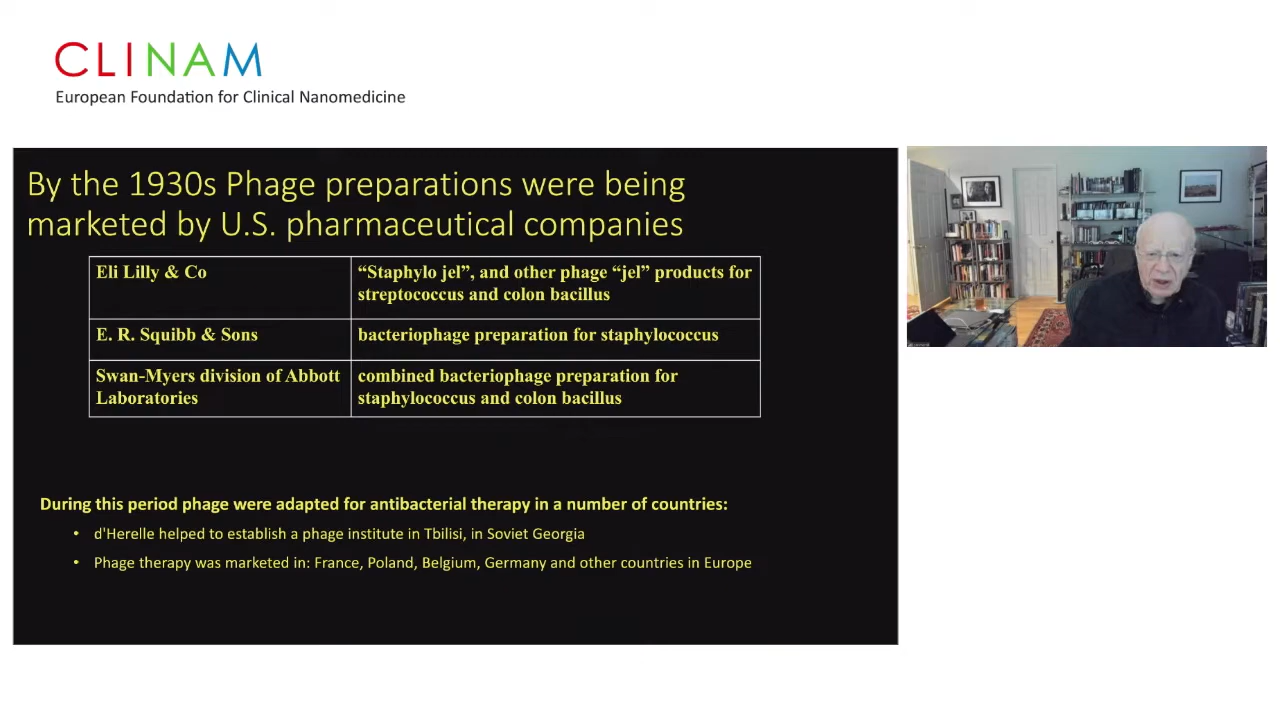 CLINAM
European Foundation for Clinical Nanomedicine
By the 1930s Phage preparations were being
marketed by U.S. pharmaceutical companies
Eli Lilly & Co
“Staphylo jel”, and other phage “jel” products for
streptococcus and colon bacillus
E. R. Squibb & Sons
bacteriophage preparation for staphylococcus
Swan-Myers division of Abbott
Laboratories
combined bacteriophage preparation for
staphylococcus and colon bacillus
During this period phage were adapted for antibacterial therapy in a number of countries:
• d'Herelle helped to establish a phage institute in Tbilisi, in Soviet Georgia
• Phage therapy was marketed in: France, Poland, Belgium, Germany and other countries in Europe